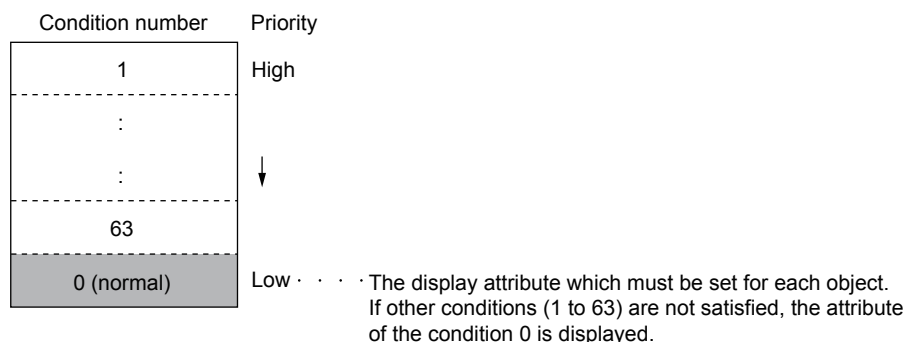 Condition number Priority
1 High
:
:
63
0 (normal) Low · · · · The display attribute which must be set for each object.
If other conditions (1 to 63) are not satisfied, the attribute
of the condition 0 is displayed.